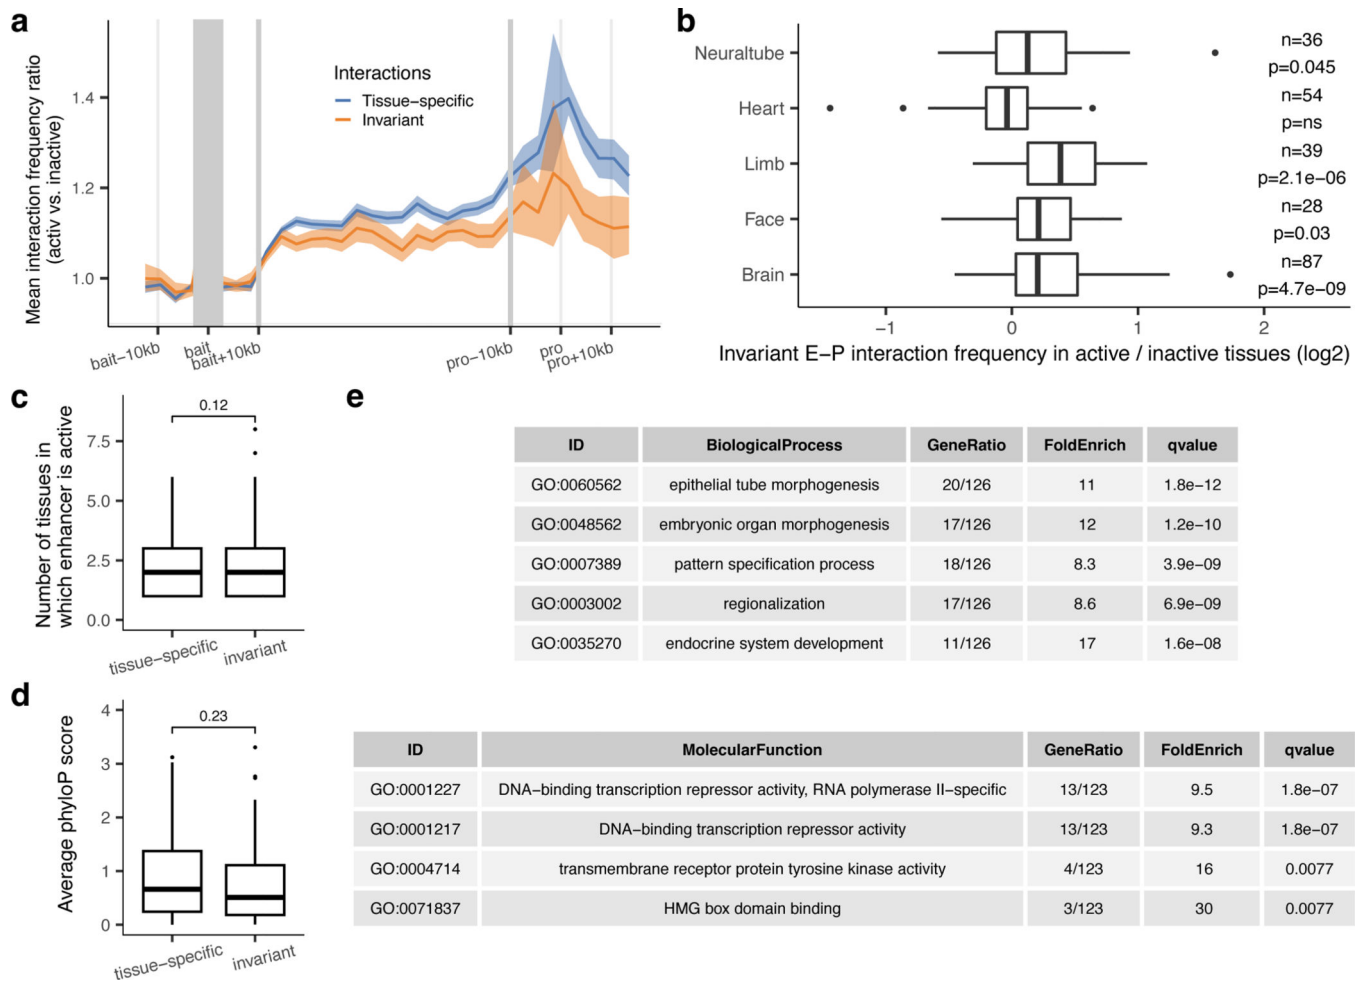 a
Mean interaction frequency ratio
(activ vs. inactive)
1.4
1.2
1.0
Interactions
Tissue−specific
Invariant
bait−10kb
bait
bait+10kb
pro−10kb
pro
pro+10kb
b
Neuraltube
Heart
Limb
Face
Brain
n=36
p=0.045
n=54
p=ns
n=39
p=2.1e−06
n=28
p=0.03
n=87
p=4.7e−09
−1
0
1
2
Invariant E−P interaction frequency in active / inactive tissues (log2)
c
Number of tissues in
which enhancer is active
7.5
5.0
2.5
0.0
0.12
tissue−specific
invariant
d
Average phyloP score
4
3
2
1
0
0.23
tissue−specific
invariant
e
ID BiologicalProcess GeneRatio FoldEnrich qvalue
GO:0060562 epithelial tube morphogenesis 20/126 11 1.8e−12
GO:0048562 embryonic organ morphogenesis 17/126 12 1.2e−10
GO:0007389 pattern specification process 18/126 8.3 3.9e−09
GO:0003002 regionalization 17/126 8.6 6.9e−09
GO:0035270 endocrine system development 11/126 17 1.6e−08
ID MolecularFunction GeneRatio FoldEnrich qvalue
GO:0001227 DNA−binding transcription repressor activity, RNA polymerase II−specific 13/123 9.5 1.8e−07
GO:0001217 DNA−binding transcription repressor activity 13/123 9.3 1.8e−07
GO:0004714 transmembrane receptor protein tyrosine kinase activity 4/123 16 0.0077
GO:0071837 HMG box domain binding 3/123 30 0.0077